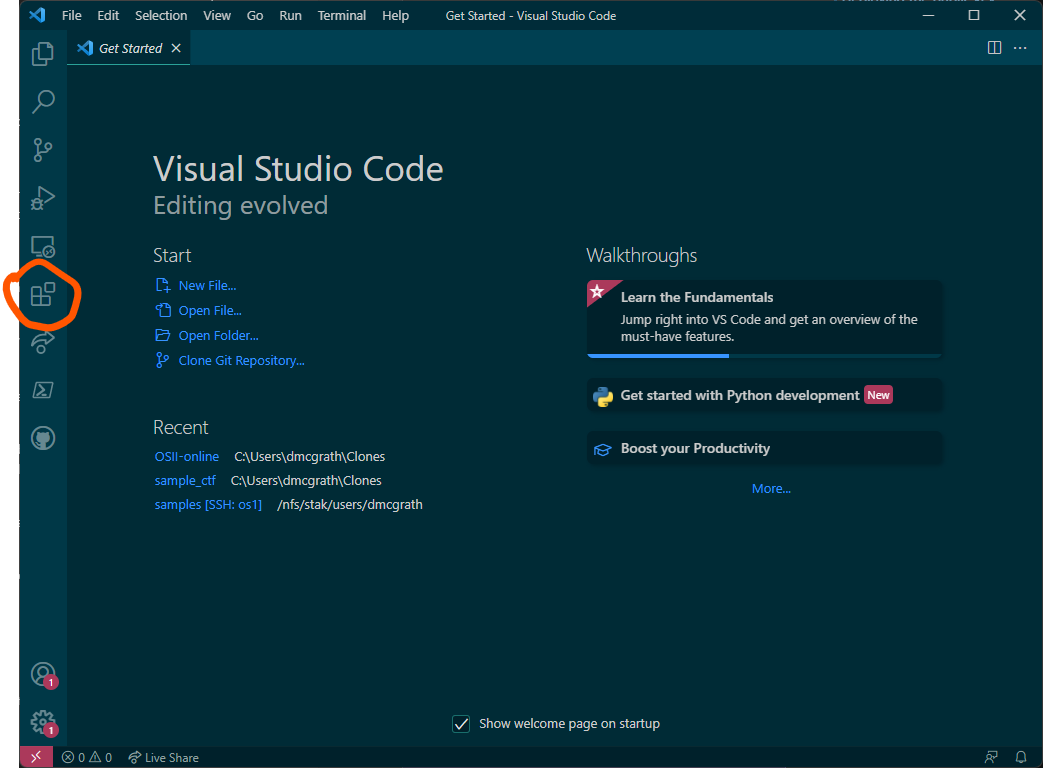 File Edit Selection View Go Run Terminal Help Get Started - Visual Studio Code
Get Started
Visual Studio Code
Editing evolved
Start
New File...
Open File...
Open Folder...
Clone Git Repository...
Recent
OSII-online C:\Users\dmcgrath\Clones
sample_ctf C:\Users\dmcgrath\Clones
samples [SSH: os1] /nfs/stak/users/dmcgrath
Walkthroughs
Learn the Fundamentals
Jump right into VS Code and get an overview of the
must-have features.
Get started with Python development New
Boost your Productivity
More...
1
1
Show welcome page on startup
0 0 Live Share